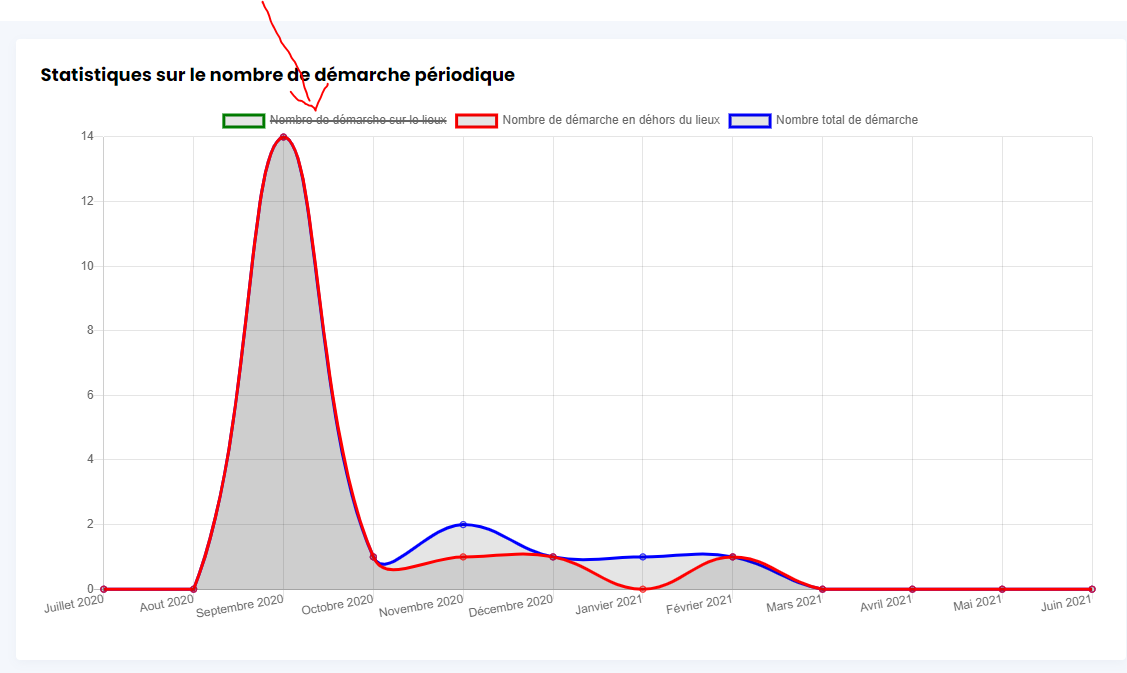 Statistiques sur le nombre de démarche périodique
Nombre de démarche sur le lieux Nombre de démarche en déhors du lieux Nombre total de démarche
14
12
10
8
6
4
2
0
Juillet 2020 Aout 2020 Septembre 2020 Octobre 2020 Novembre 2020 Décembre 2020 Janvier 2021 Février 2021 Mars 2021 Avril 2021 Mai 2021 Juin 2021